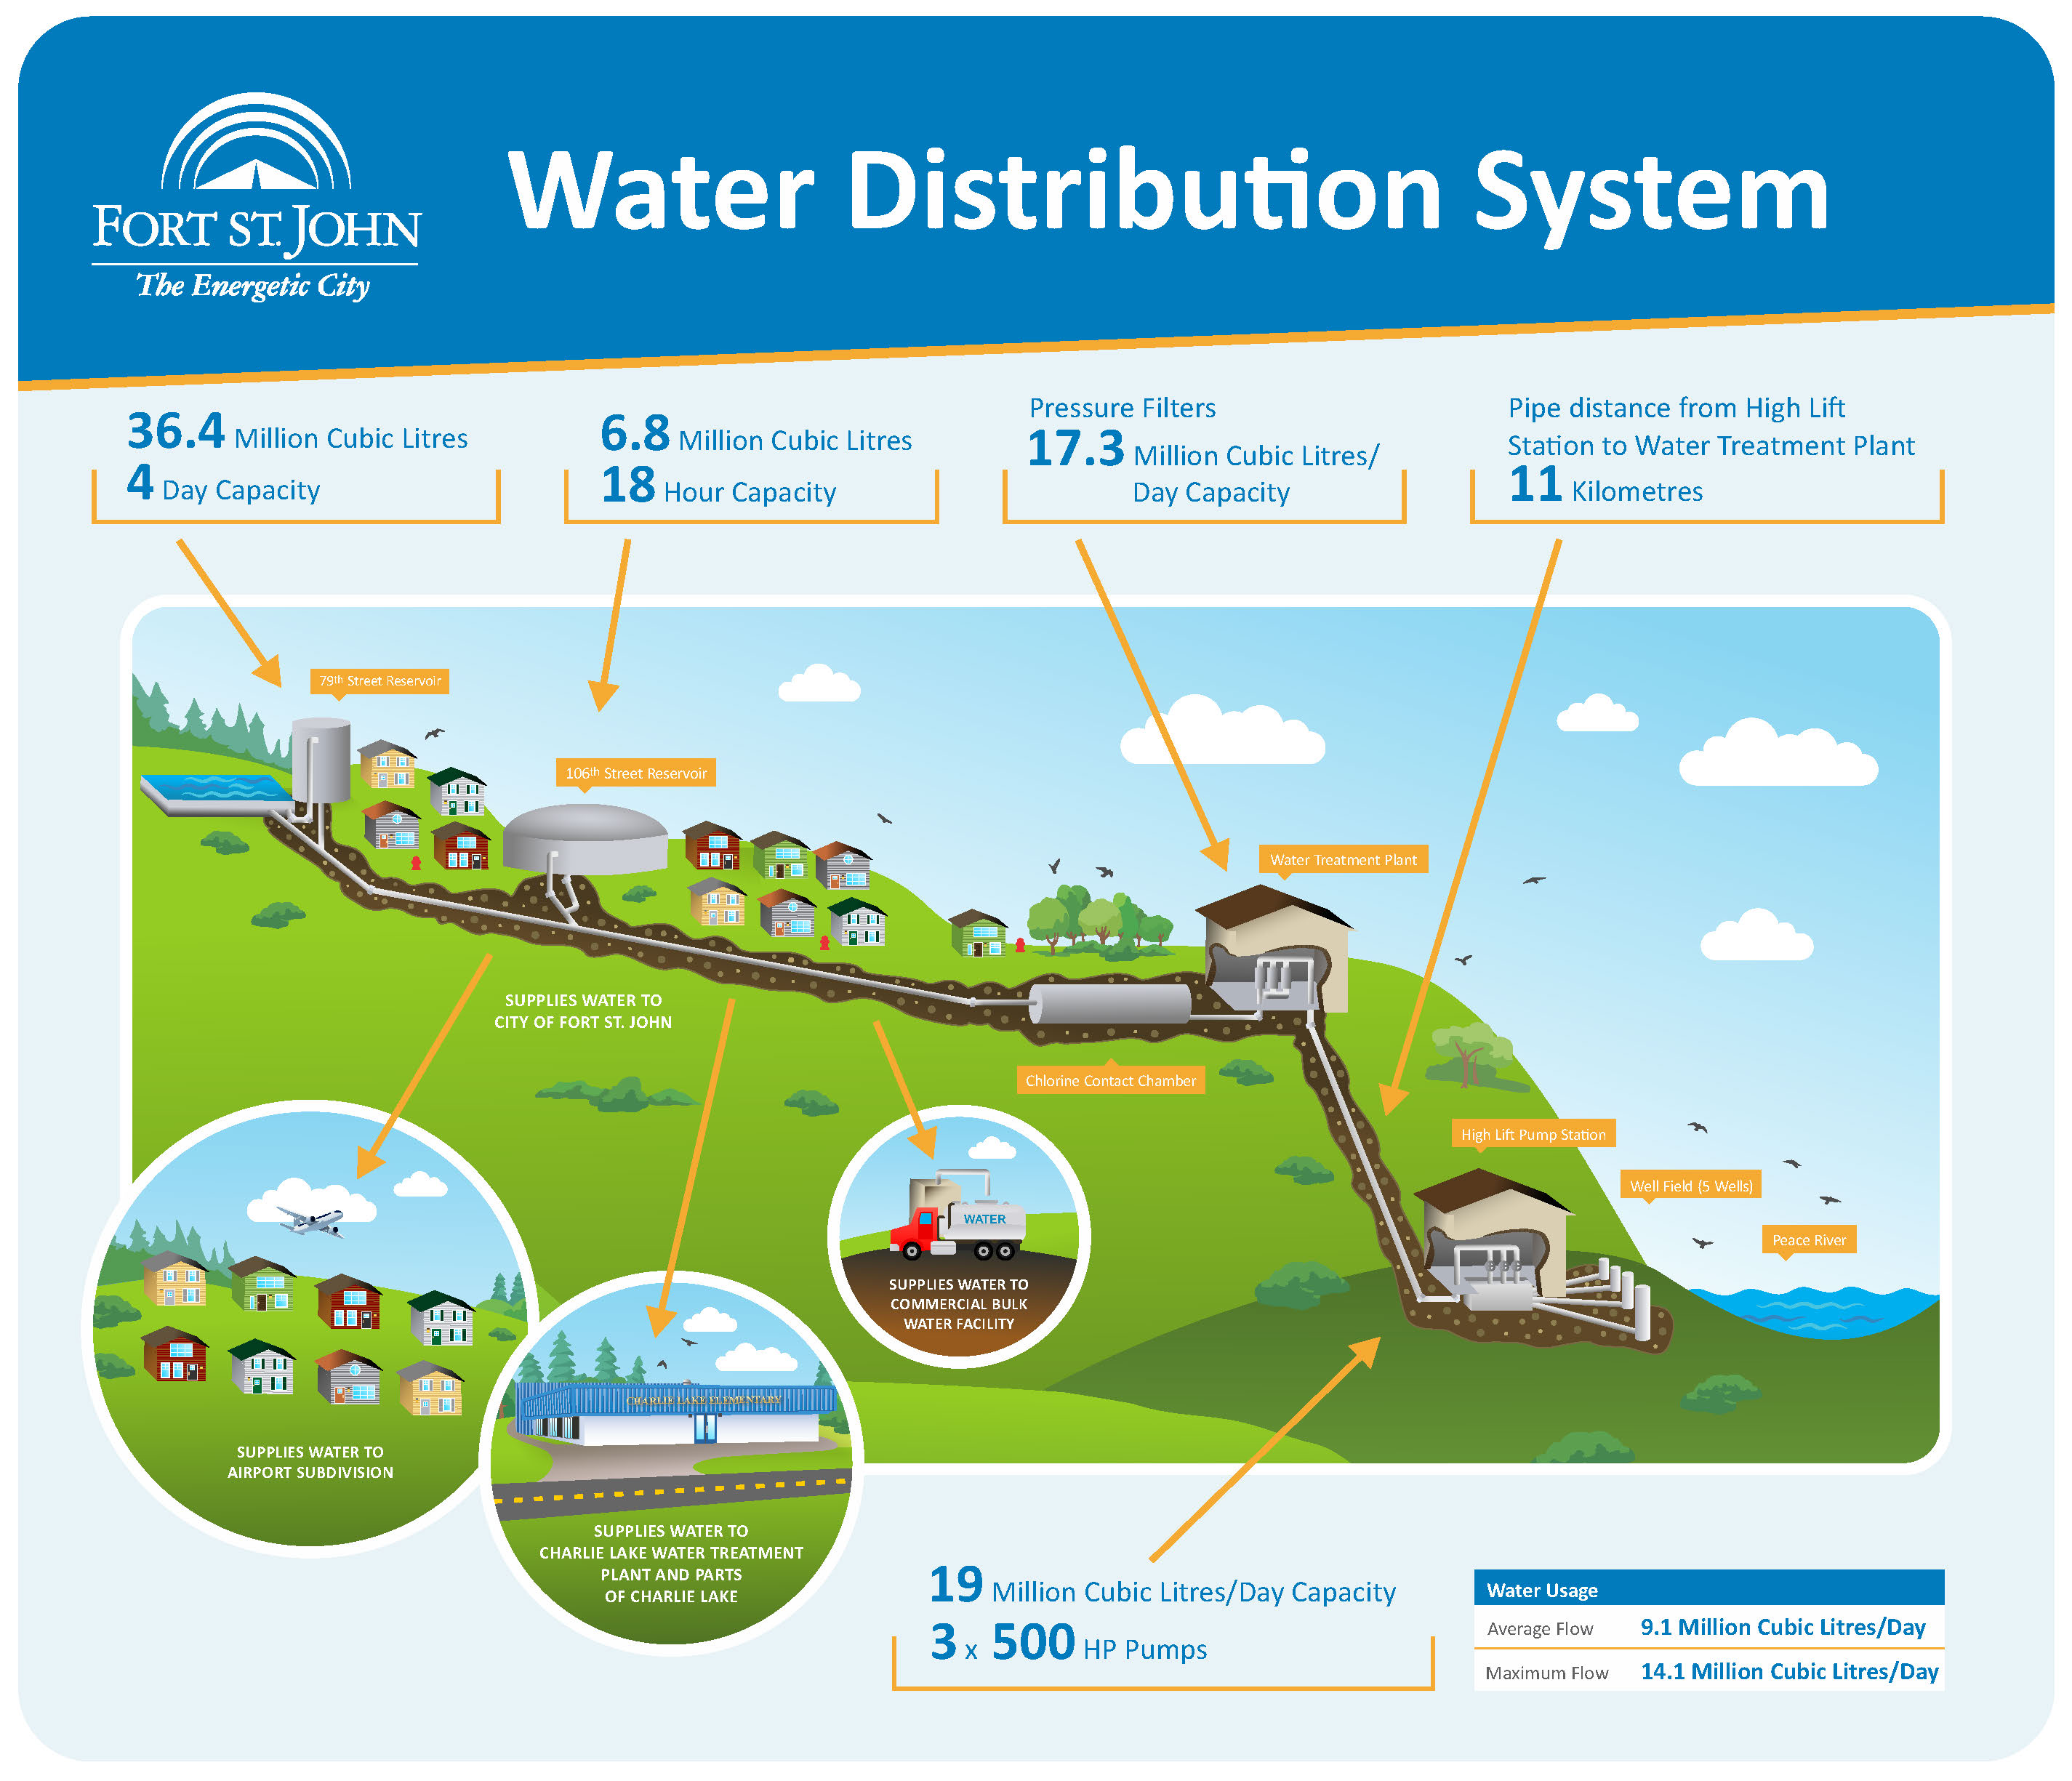 FORT ST. JOHN
The Energetic City
Water Distribution System
36.4 Million Cubic Litres
4 Day Capacity
6.8 Million Cubic Litres
18 Hour Capacity
Pressure Filters
17.3 Million Cubic Litres/
Day Capacity
Pipe distance from High Lift
Station to Water Treatment Plant
11 Kilometres
79th Street Reservoir
106th Street Reservoir
Water Treatment Plant
SUPPLIES WATER TO
CITY OF FORT ST. JOHN
Chlorine Contact Chamber
High Lift Pump Station
Well Field (5 Wells)
Peace River
WATER
SUPPLIES WATER TO
COMMERCIAL BULK
WATER FACILITY
SUPPLIES WATER TO
AIRPORT SUBDIVISION
CHARLIE LAKE ELEMENTARY
SUPPLIES WATER TO
CHARLIE LAKE WATER TREATMENT
PLANT AND PARTS
OF CHARLIE LAKE
19 Million Cubic Litres/Day Capacity
3 x 500 HP Pumps
Water Usage
Average Flow 9.1 Million Cubic Litres/Day
Maximum Flow 14.1 Million Cubic Litres/Day